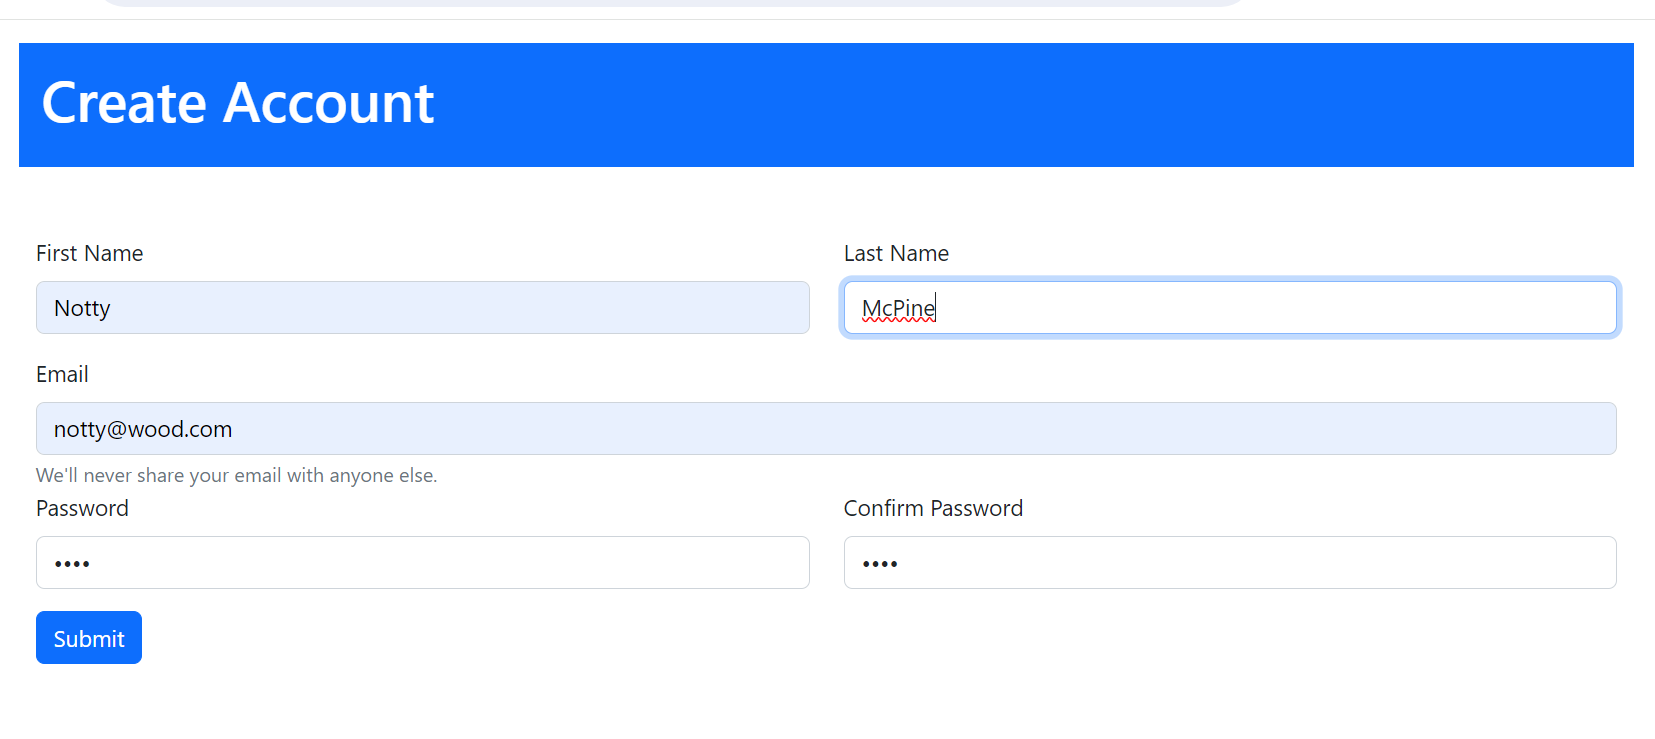 Create Account
First Name
Last Name
Notty
McPine
Email
notty@wood.com
We'll never share your email with anyone else.
Password
Confirm Password
••••
••••
Submit